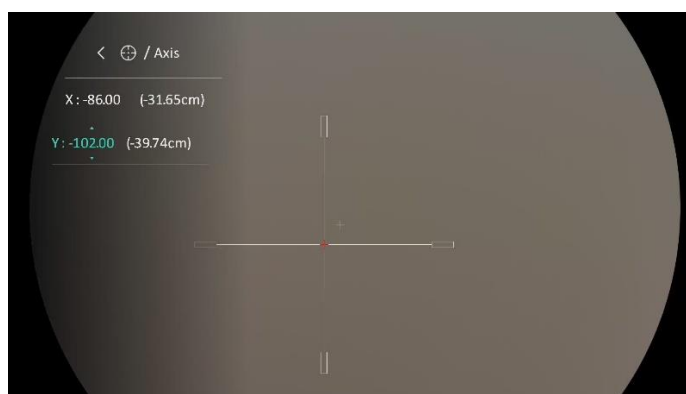 < / Axis
X : -86.00 (-31.65cm)
Y : -102.00 (-39.74cm)